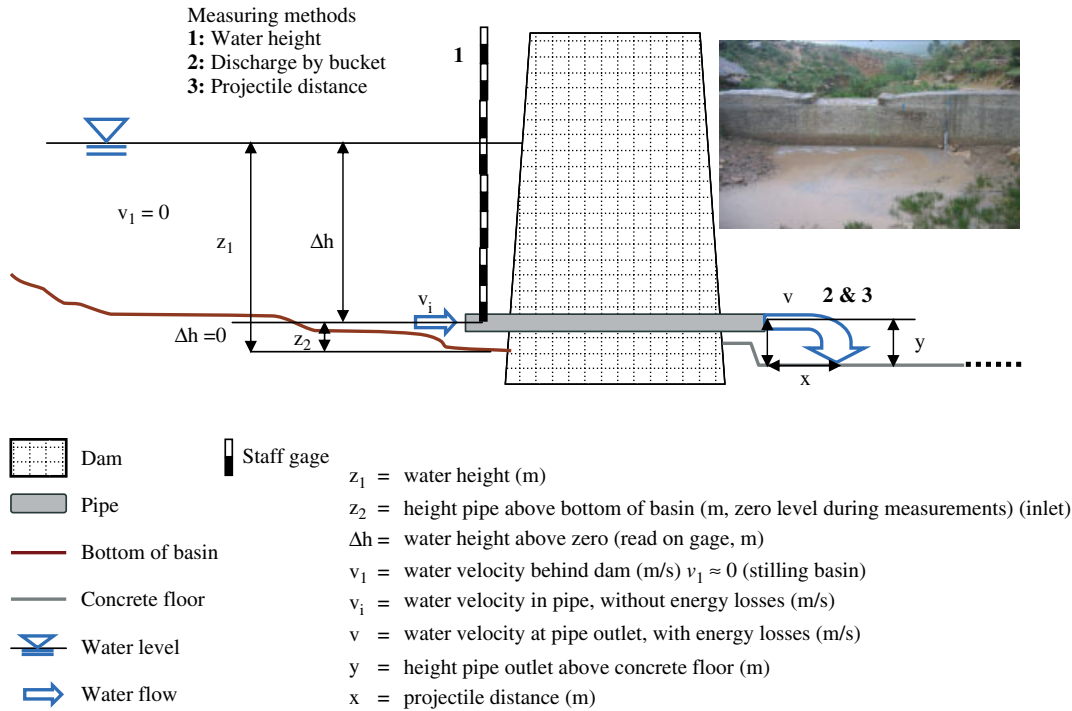 Measuring methods
1: Water height
2: Discharge by bucket
3: Projectile distance
1
v₁ = 0
z₁
Δh
vᵢ
Δh=0
z₂
v
2 & 3
y
x
Dam
Staff gage
Pipe
Bottom of basin
Concrete floor
Water level
Water flow
z₁ = water height (m)
z₂ = height pipe above bottom of basin (m, zero level during measurements) (inlet)
Δh = water height above zero (read on gage, m)
v₁ = water velocity behind dam (m/s) v₁ ≈ 0 (stilling basin)
vᵢ = water velocity in pipe, without energy losses (m/s)
v = water velocity at pipe outlet, with energy losses (m/s)
y = height pipe outlet above concrete floor (m)
x = projectile distance (m)